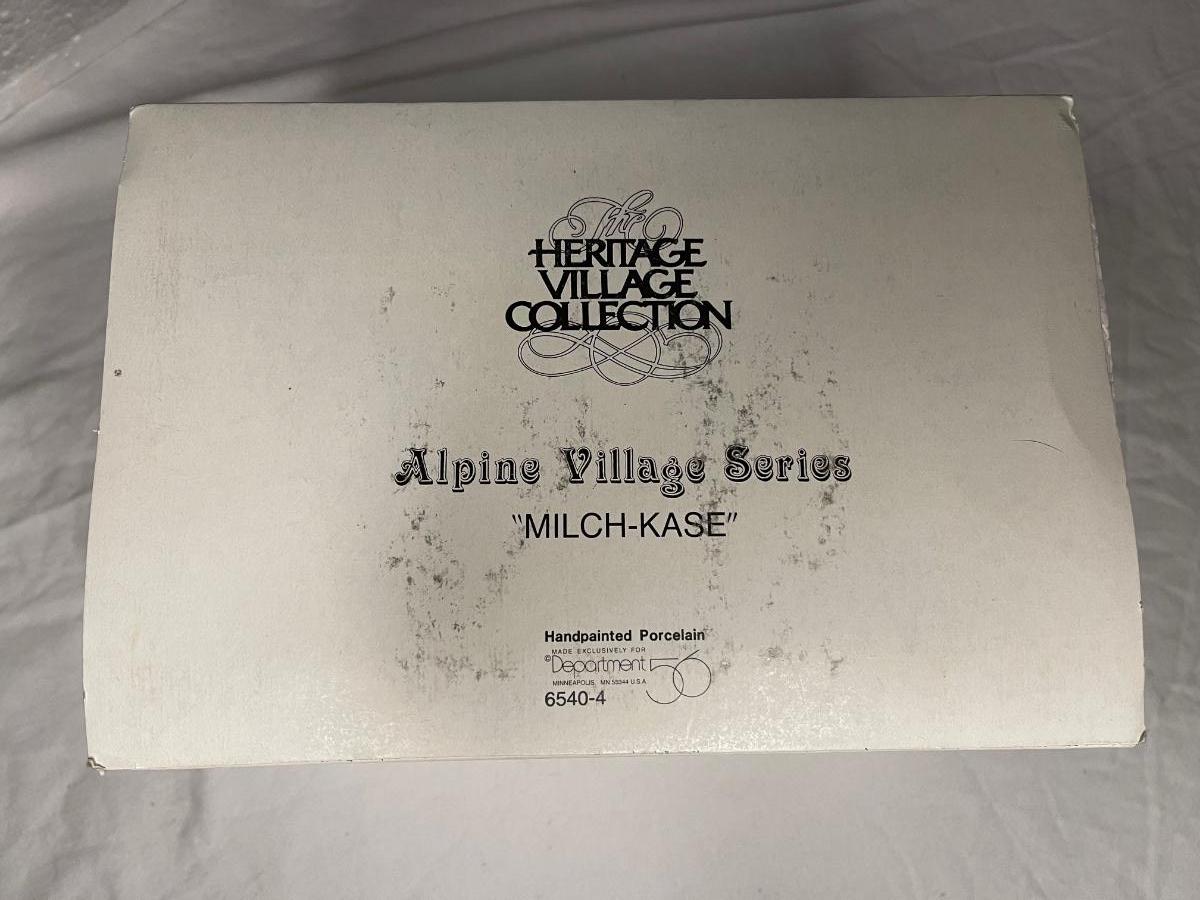 The
HERITAGE
VILLAGE
COLLECTION
Alpine Village Series
"MILCH-KASE"
Handpainted Porcelain
MADE EXCLUSIVELY FOR
©Department 56
MINNEAPOLIS, MN 55344 U.S.A.
6540-4